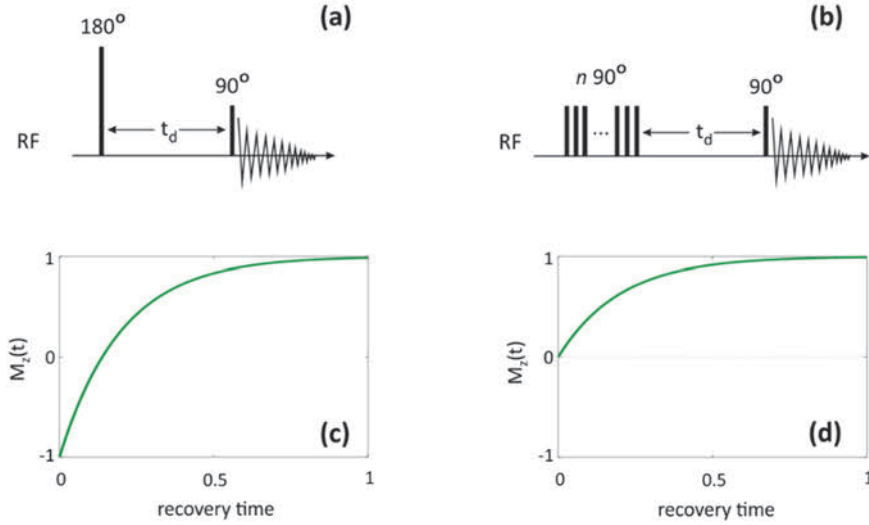 (a)
180°
90°
t_d
RF
(b)
n 90°
90°
...
t_d
RF
1
0
-1
M_z(t)
0
0.5
1
recovery time
(c)
1
0
-1
M_z(t)
0
0.5
1
recovery time
(d)